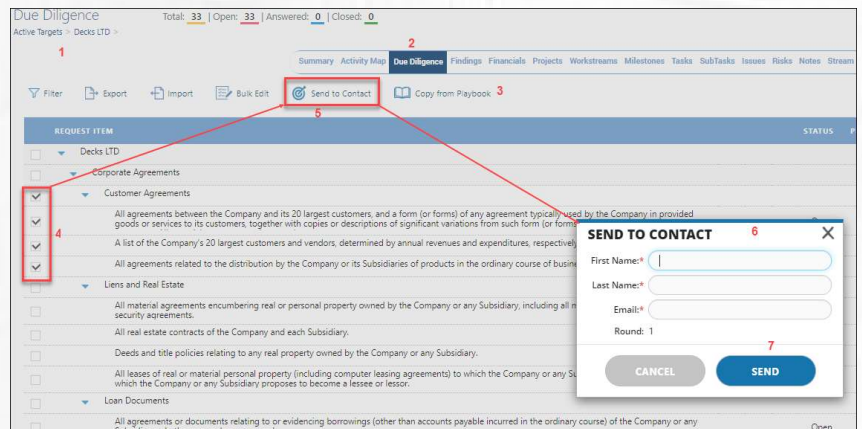 Due Diligence Total: 33 | Open: 33 | Answered: 0 | Closed: 0
Active Targets > Decks LTD >
1
2
Summary Activity Map Due Diligence Findings Financials Projects Workstreams Milestones Tasks SubTasks Issues Risks Notes Stream
Filter Export Import Bulk Edit Send to Contact Copy from Playbook 3
5
REQUEST ITEM STATUS P
Decks LTD
Corporate Agreements
Customer Agreements
All agreements between the Company and its 20 largest customers, and a form (or forms) of any agreement typically used by the Company in provided
goods or services to its customers, together with copies or descriptions of significant variations from such form (or forms
4
A list of the Company's 20 largest customers and vendors, determined by annual revenues and expenditures, respectively
All agreements related to the distribution by the Company or its Subsidiaries of products in the ordinary course of busine
Liens and Real Estate
All material agreements encumbering real or personal property owned by the Company or any Subsidiary, including all m
security agreements.
All real estate contracts of the Company and each Subsidiary.
Deeds and title policies relating to any real property owned by the Company or any Subsidiary.
All leases of real or material personal property (including computer leasing agreements) to which the Company or any Su
which the Company or any Subsidiary proposes to become a lessee or lessor.
Loan Documents
All agreements or documents relating to or evidencing borrowings (other than accounts payable incurred in the ordinary course) of the Company or any
Open
SEND TO CONTACT 6
First Name:*
Last Name:*
Email:*
Round: 1
7
CANCEL SEND